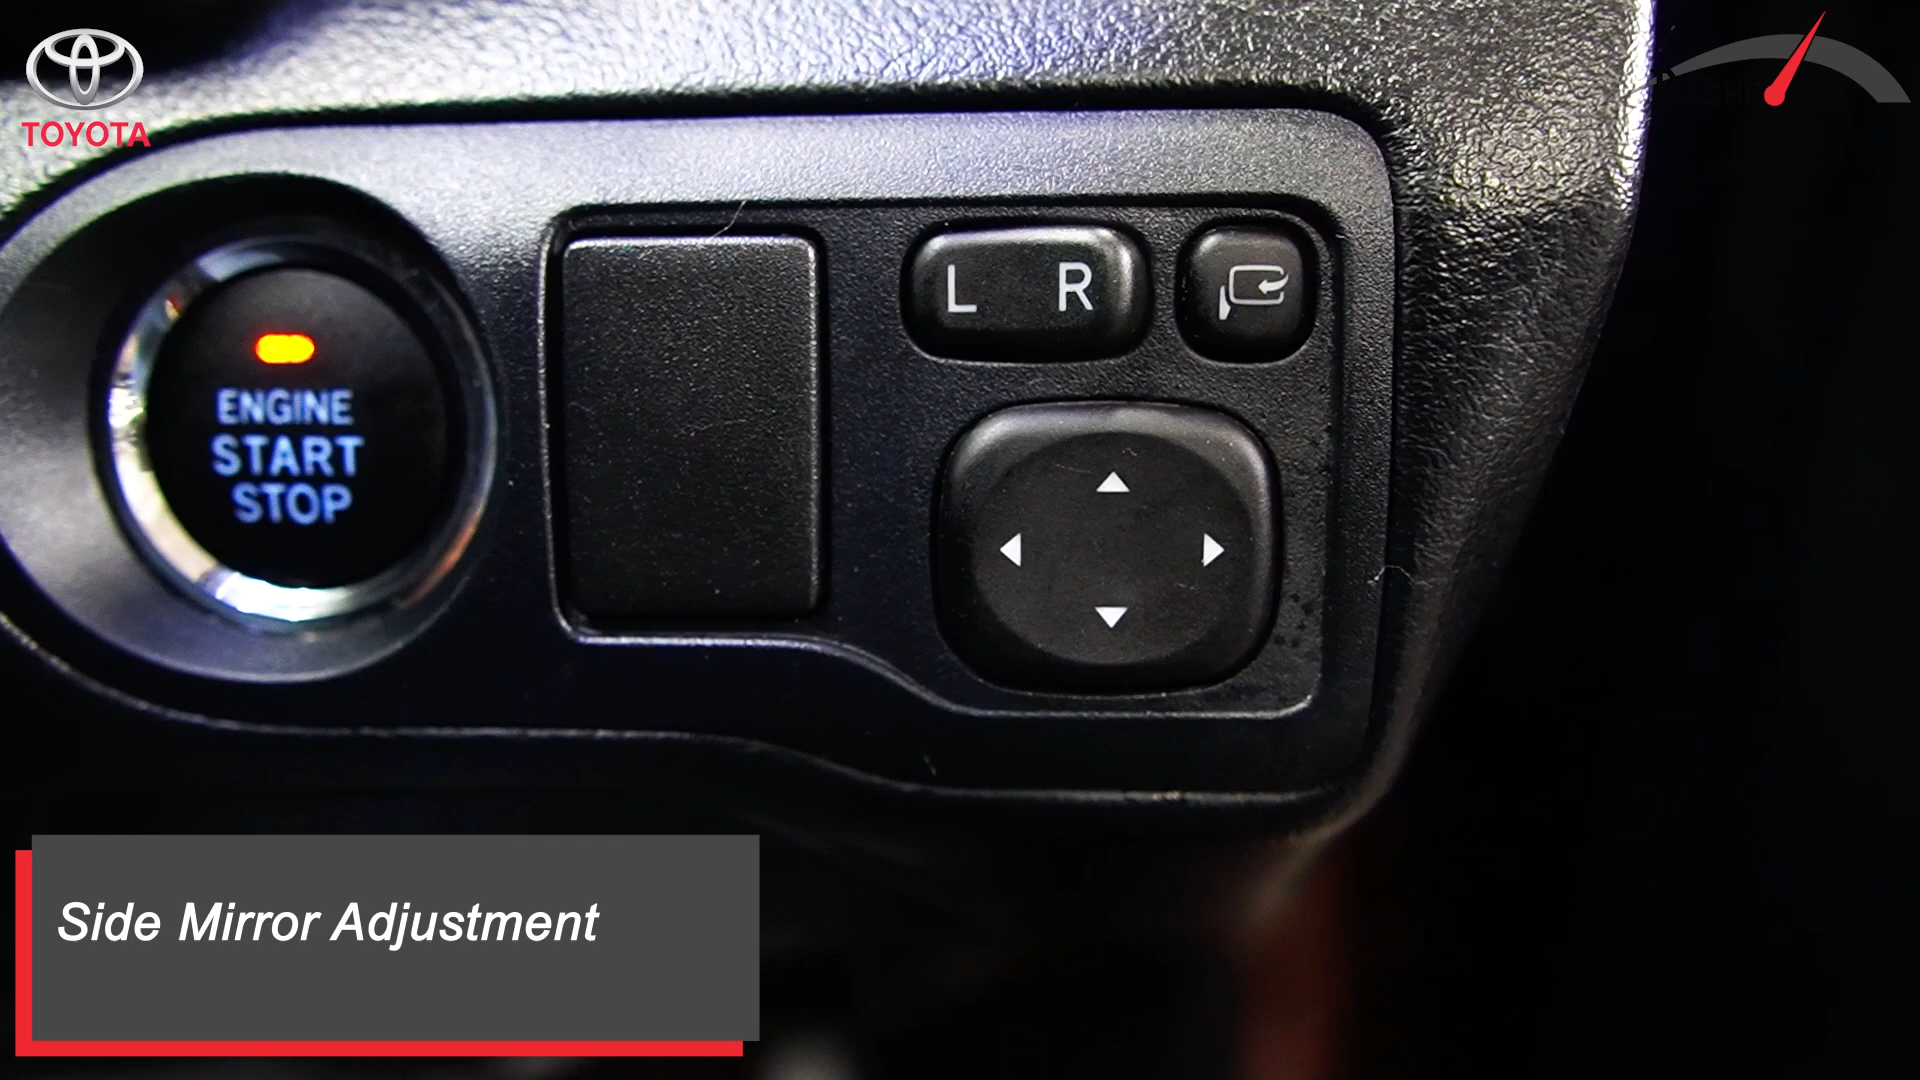 TOYOTA
L R
ENGINE
START
STOP
Side Mirror Adjustment